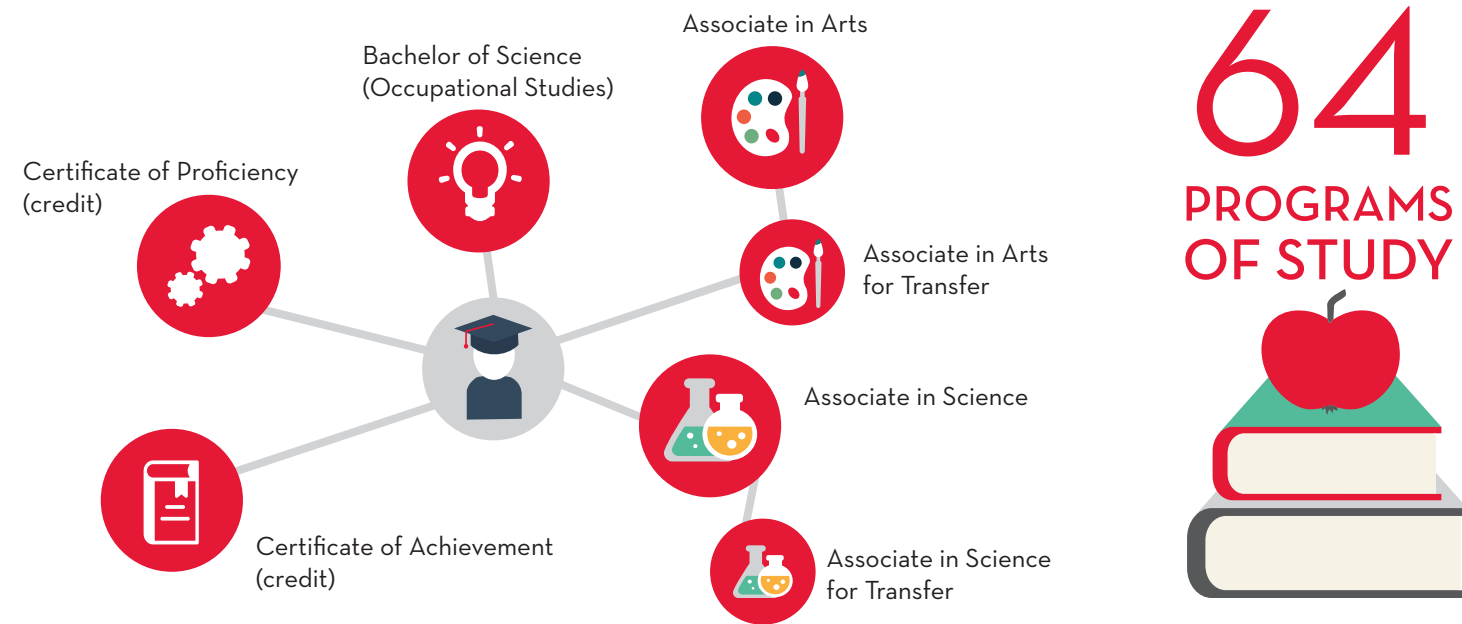 Associate in Arts
Bachelor of Science
(Occupational Studies)
Certificate of Proficiency
(credit)
Associate in Arts
for Transfer
Associate in Science
Certificate of Achievement
(credit)
Associate in Science
for Transfer
64
PROGRAMS
OF STUDY